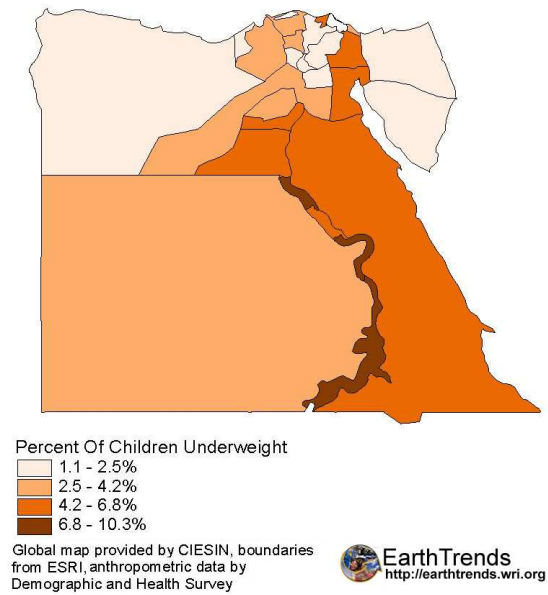 Percent Of Children Underweight
1.1 - 2.5%
2.5 - 4.2%
4.2 - 6.8%
6.8 - 10.3%
Global map provided by CIESIN, boundaries
from ESRI, anthropometric data by
Demographic and Health Survey
EarthTrends
http://earthtrends.wri.org